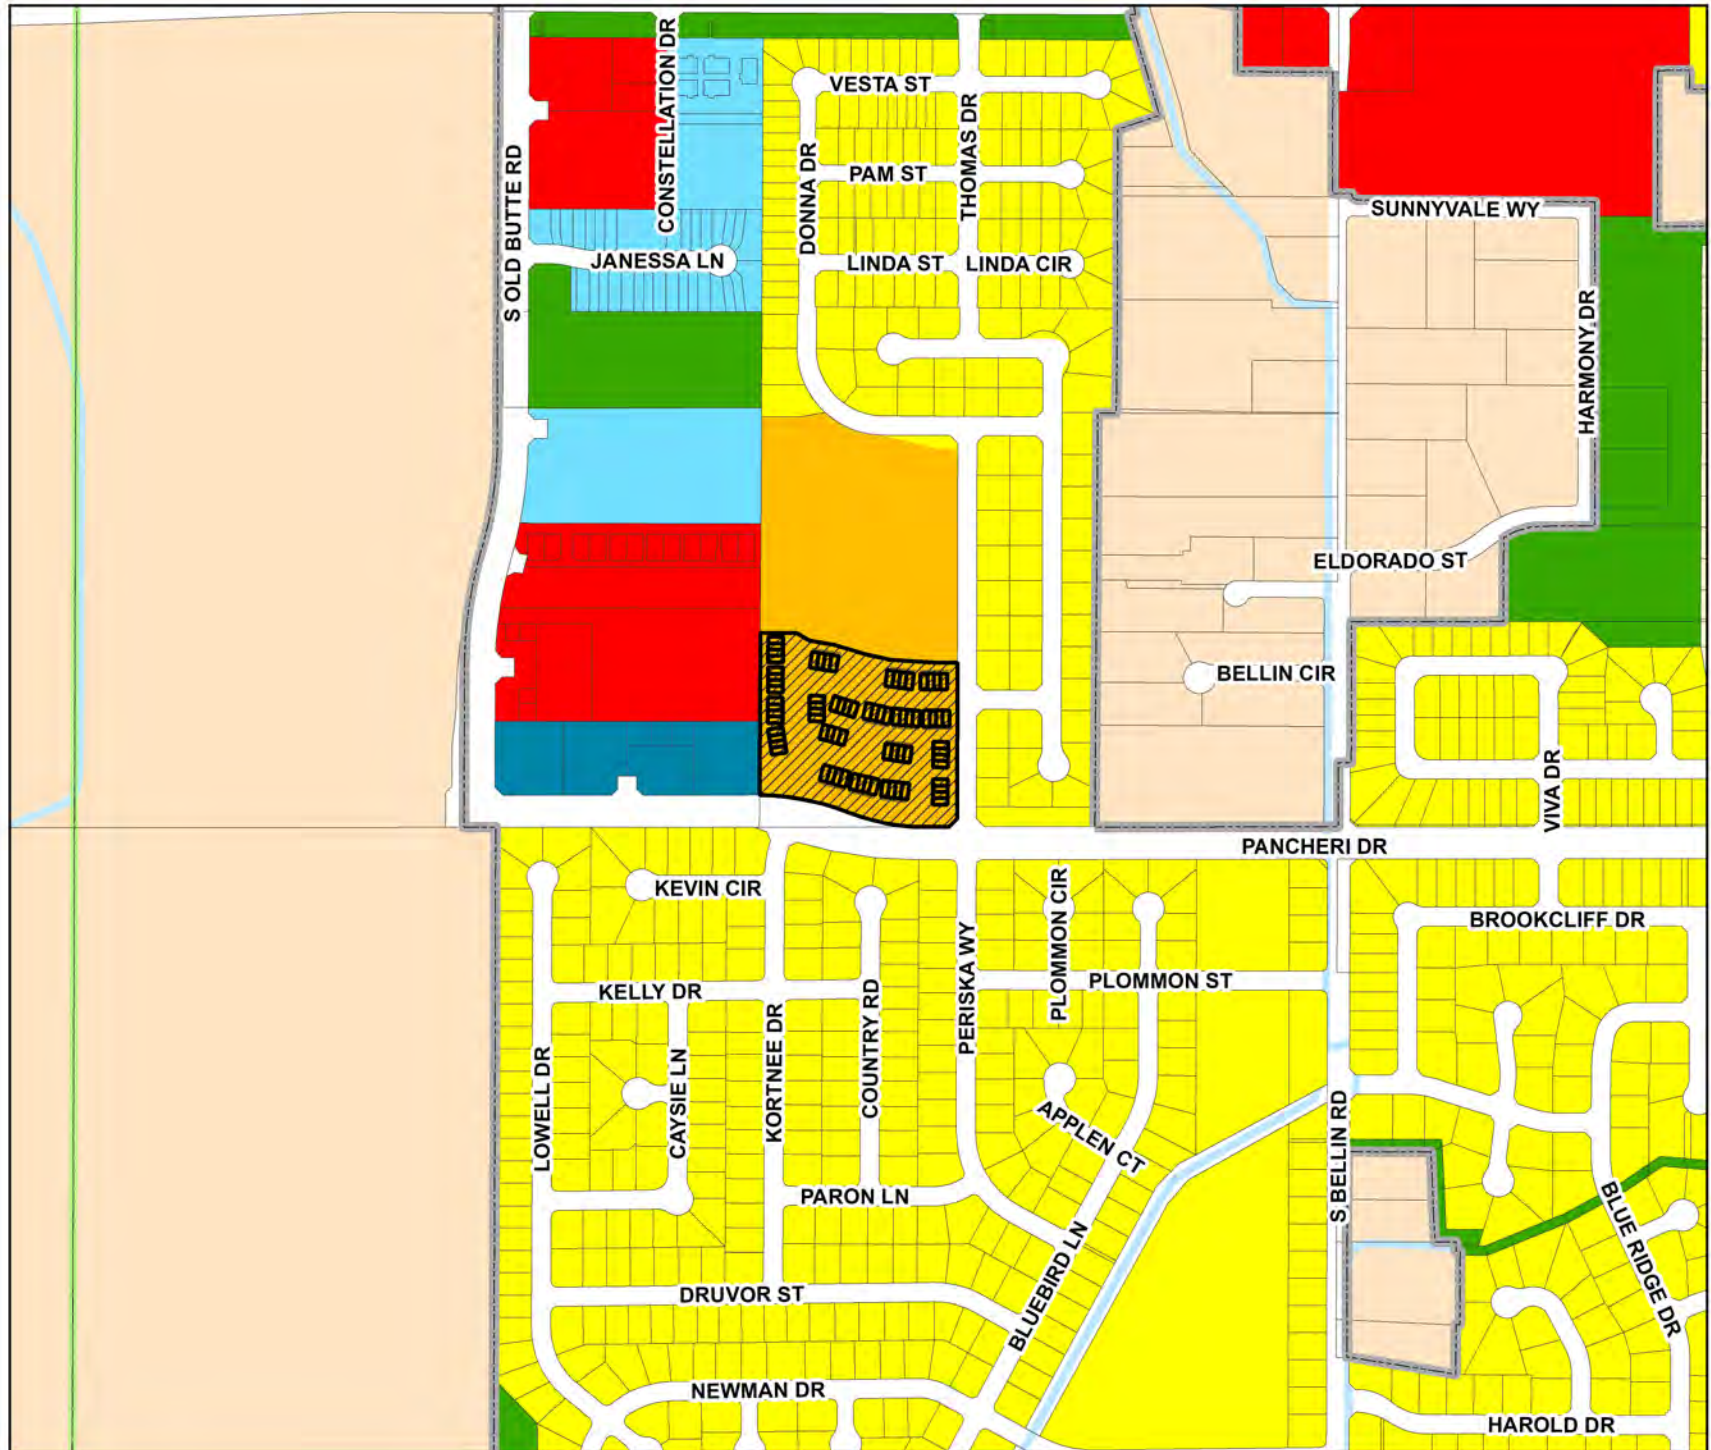 CONSTELLATION DR
VESTA ST
THOMAS DR
S OLD BUTTE RD
DONNA DR
PAM ST
SUNNYVALE WY
JANESSA LN
LINDA ST
LINDA CIR
HARMONY DR
ELDORADO ST
BELLIN CIR
VIVA DR
PANCHERI DR
KEVIN CIR
PLOMMON CIR
BROOKCLIFF DR
PERISKA WY
KELLY DR
PLOMMON ST
COUNTRY RD
KORTNEE DR
LOWELL DR
CAYSIE LN
APPLEN CT
S BELLIN RD
PARON LN
BLUE RIDGE DR
BLUEBIRD LN
DRUVOR ST
NEWMAN DR
HAROLD DR